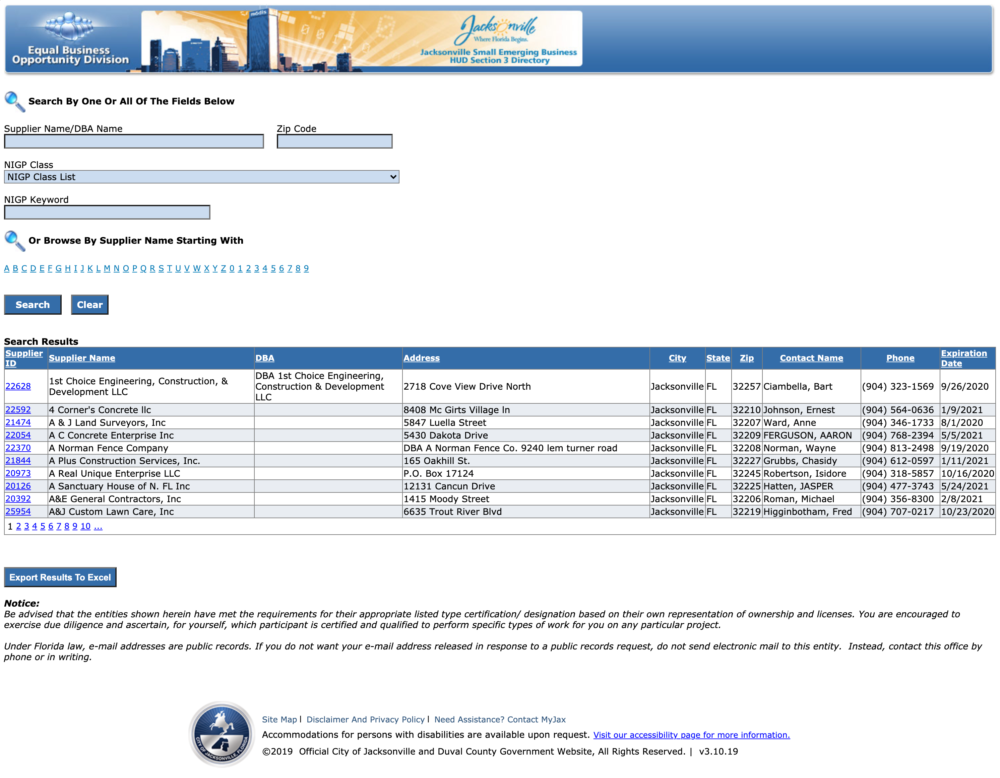 Equal Business
Opportunity Division
modis
Jacksonville
Where Florida Begins.
Jacksonville Small Emerging Business
HUD Section 3 Directory
Search By One Or All Of The Fields Below
Supplier Name/DBA Name Zip Code
NIGP Class
NIGP Class List
NIGP Keyword
Or Browse By Supplier Name Starting With
A B C D E F G H I J K L M N O P Q R S T U V W X Y Z 0 1 2 3 4 5 6 7 8 9
Search Clear
Search Results
Supplier ID Supplier Name DBA Address City State Zip Contact Name Phone Expiration Date
22628 1st Choice Engineering, Construction, & Development LLC DBA 1st Choice Engineering, Construction & Development LLC 2718 Cove View Drive North Jacksonville FL 32257 Ciambella, Bart (904) 323-1569 9/26/2020
22592 4 Corner's Concrete llc 8408 Mc Girts Village ln Jacksonville FL 32210 Johnson, Ernest (904) 564-0636 1/9/2021
21474 A & J Land Surveyors, Inc 5847 Luella Street Jacksonville FL 32207 Ward, Anne (904) 346-1733 8/1/2020
22054 A C Concrete Enterprise Inc 5430 Dakota Drive Jacksonville FL 32209 FERGUSON, AARON (904) 768-2394 5/5/2021
22370 A Norman Fence Company DBA A Norman Fence Co. 9240 lem turner road Jacksonville FL 32208 Norman, Wayne (904) 813-2498 9/19/2020
21844 A Plus Construction Services, Inc. 165 Oakhill St. Jacksonville FL 32227 Grubbs, Chasidy (904) 612-0597 1/11/2021
20973 A Real Unique Enterprise LLC P.O. Box 17124 Jacksonville FL 32245 Robertson, Isidore (904) 318-5857 10/16/2020
20126 A Sanctuary House of N. FL Inc 12131 Cancun Drive Jacksonville FL 32225 Hatten, JASPER (904) 477-3743 5/24/2021
20392 A&E General Contractors, Inc 1415 Moody Street Jacksonville FL 32206 Roman, Michael (904) 356-8300 2/8/2021
25954 A&J Custom Lawn Care, Inc 6635 Trout River Blvd Jacksonville FL 32219 Higginbotham, Fred (904) 707-0217 10/23/2020
1 2 3 4 5 6 7 8 9 10 ...
Export Results To Excel
Notice:
Be advised that the entities shown herein have met the requirements for their appropriate listed type certification/ designation based on their own representation of ownership and licenses. You are encouraged to
exercise due diligence and ascertain, for yourself, which participant is certified and qualified to perform specific types of work for you on any particular project.
Under Florida law, e-mail addresses are public records. If you do not want your e-mail address released in response to a public records request, do not send electronic mail to this entity. Instead, contact this office by
phone or in writing.
Site Map | Disclaimer And Privacy Policy | Need Assistance? Contact MyJax
Accommodations for persons with disabilities are available upon request. Visit our accessibility page for more information.
©2019 Official City of Jacksonville and Duval County Government Website, All Rights Reserved. | v3.10.19
CITY OF JACKSONVILLE, FLORIDA